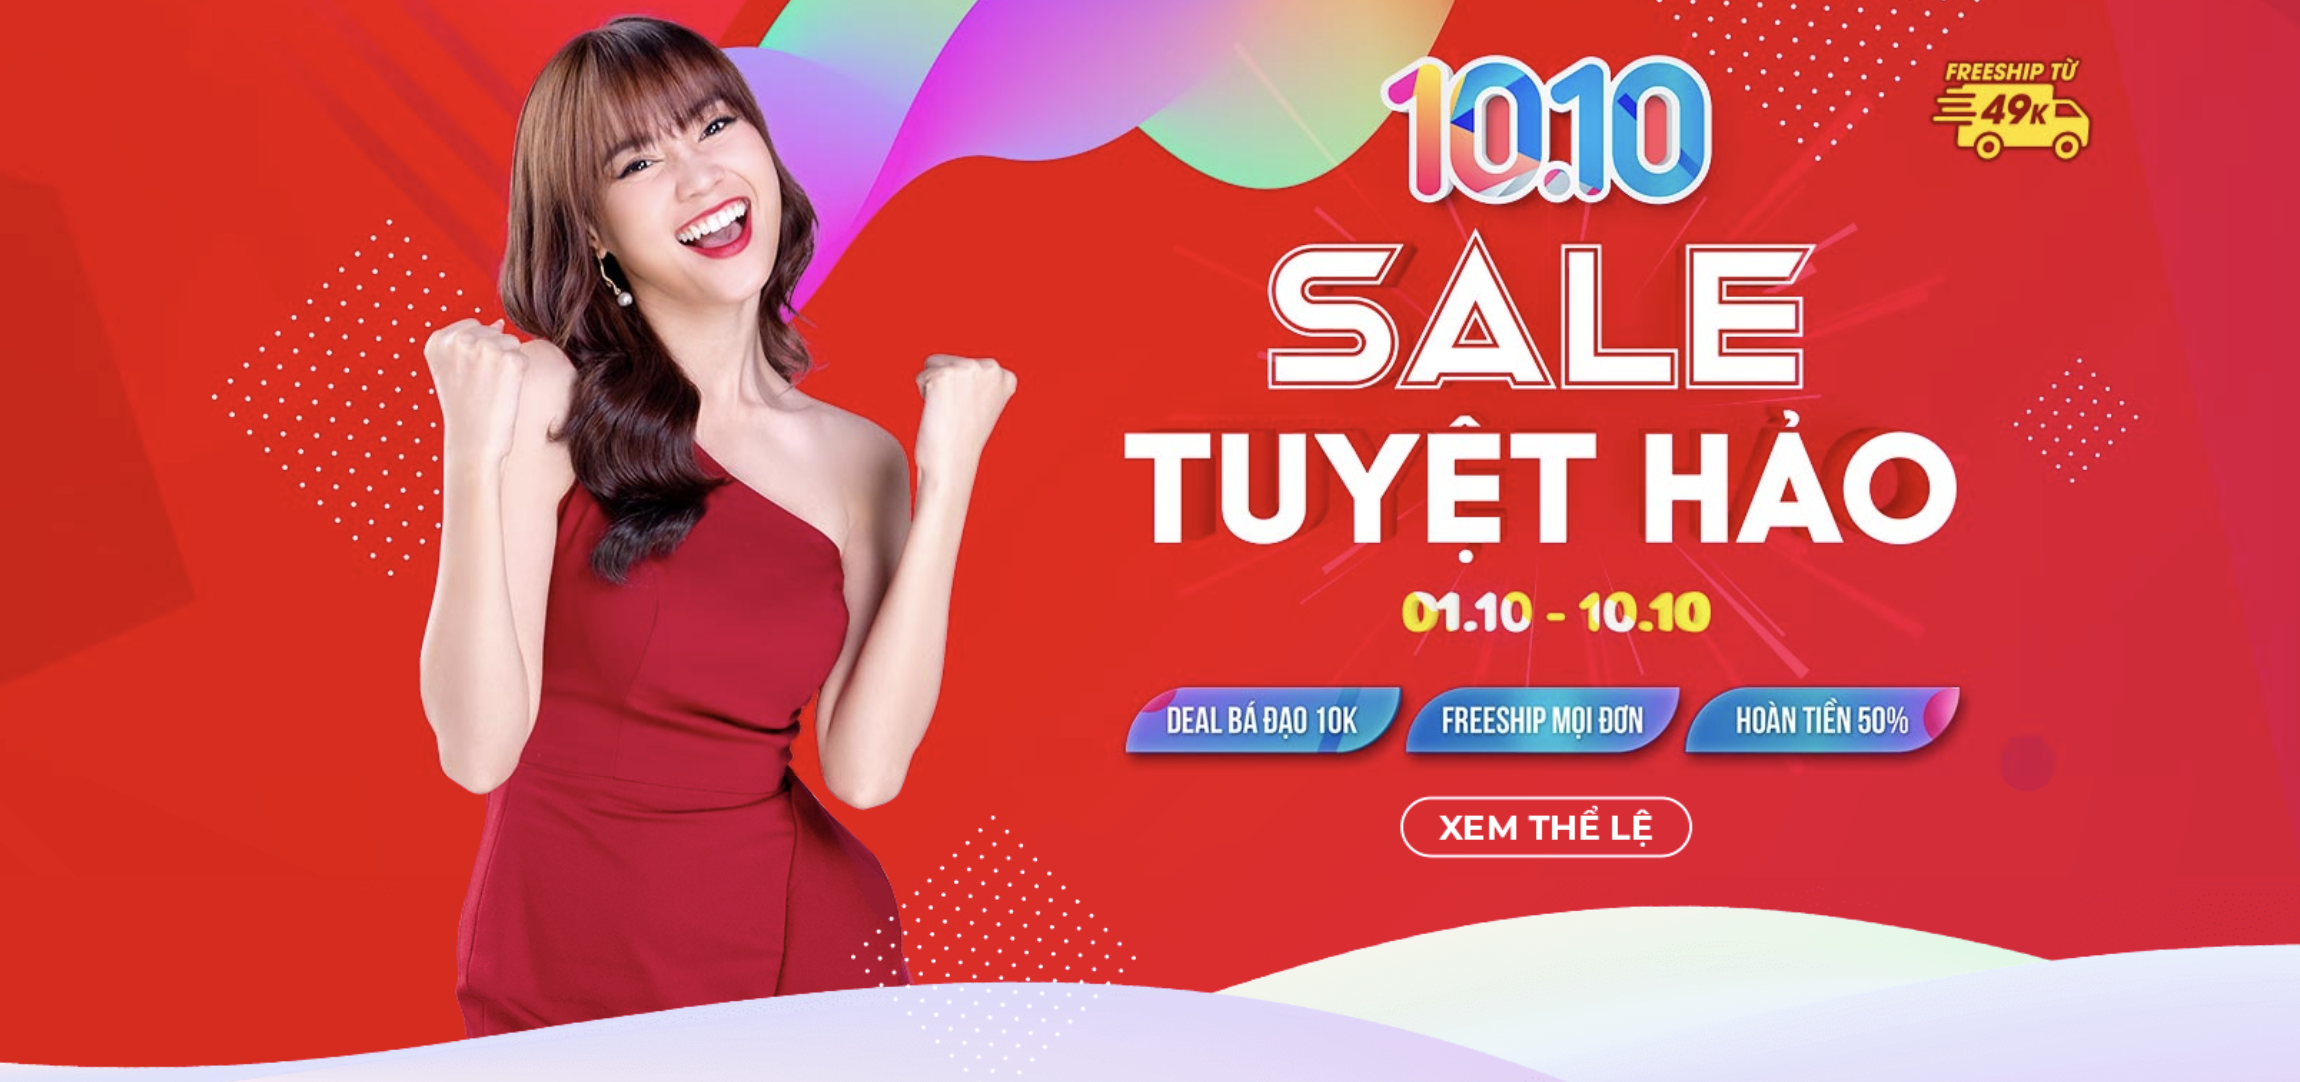 10.10
FREESHIP TỪ
49K
SALE
TUYỆT HẢO
01.10 - 10.10
DEAL BÁ ĐẠO 10K
FREESHIP MỌI ĐƠN
HOÀN TIỀN 50%
XEM THỂ LỆ